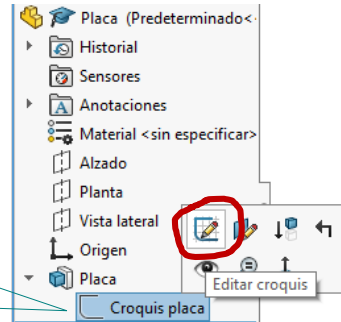 Placa (Predeterminado<
Historial
Sensores
Anotaciones
Material <sin especificar>
Alzado
Planta
Vista lateral
Origen
Placa
Editar croquis
Croquis placa